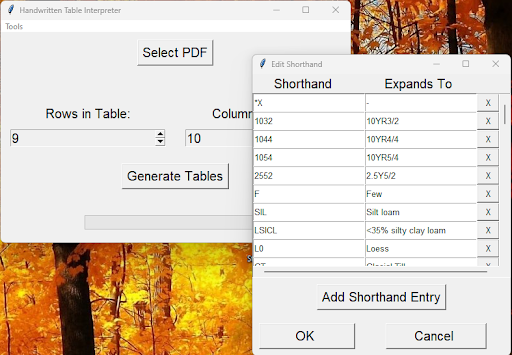 Handwritten Table Interpreter
Tools
Select PDF
Rows in Table:
Colum
9
10
Generate Tables
Edit Shorthand
Shorthand Expands To
*X - X
1032 10YR3/2 X
1044 10YR4/4 X
1054 10YR5/4 X
2552 2.5Y5/2 X
F Few X
SIL Silt loam X
LSICL <35% silty clay loam X
L0 Loess X
GT Glacial Till
Add Shorthand Entry
OK Cancel